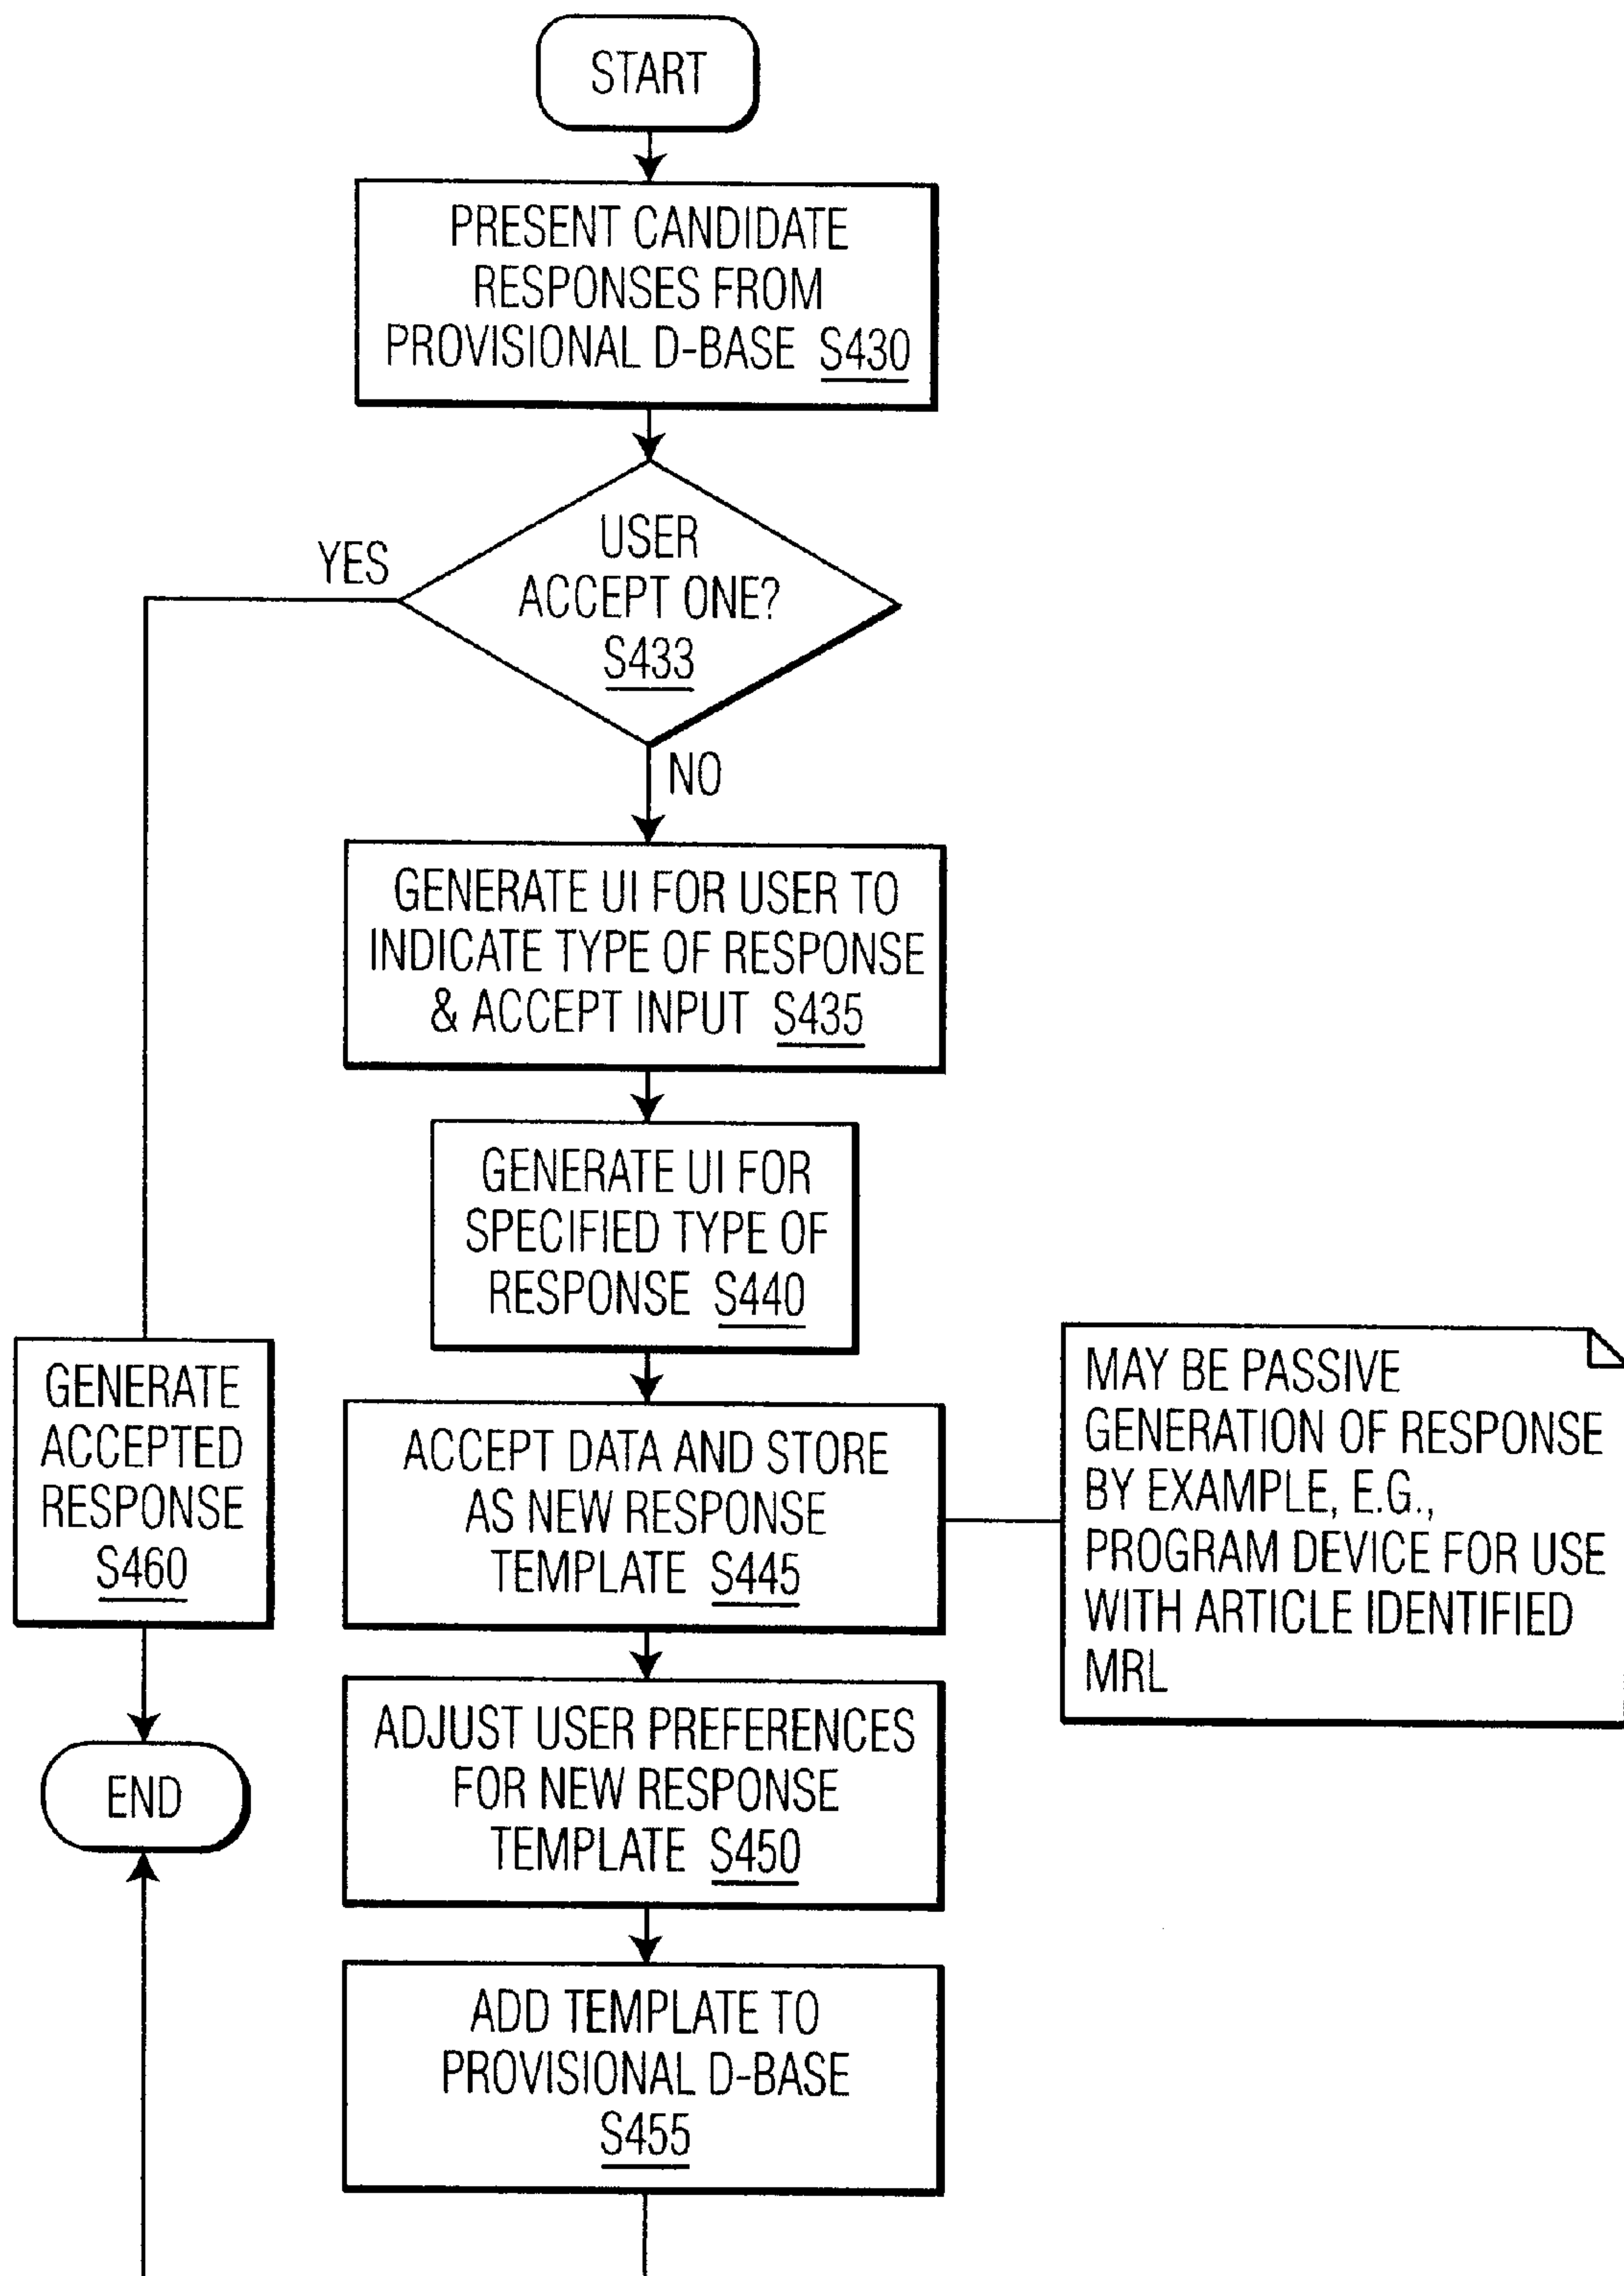 START
PRESENT CANDIDATE
RESPONSES FROM
PROVISIONAL D-BASE S430
USER
ACCEPT ONE?
S433
YES
NO
GENERATE UI FOR USER TO
INDICATE TYPE OF RESPONSE
& ACCEPT INPUT S435
GENERATE UI FOR
SPECIFIED TYPE OF
RESPONSE S440
GENERATE
ACCEPTED
RESPONSE
S460
END
ACCEPT DATA AND STORE
AS NEW RESPONSE
TEMPLATE S445
MAY BE PASSIVE
GENERATION OF RESPONSE
BY EXAMPLE, E.G.,
PROGRAM DEVICE FOR USE
WITH ARTICLE IDENTIFIED
MRL
ADJUST USER PREFERENCES
FOR NEW RESPONSE
TEMPLATE S450
ADD TEMPLATE TO
PROVISIONAL D-BASE
S455